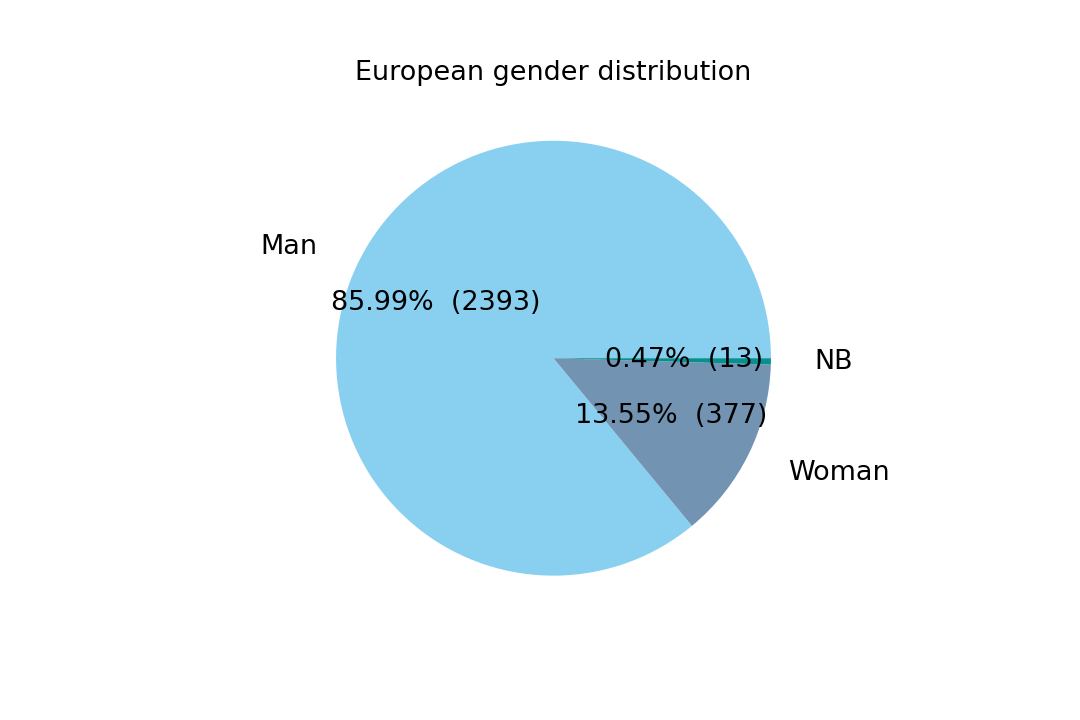 European gender distribution
Man
85.99% (2393)
0.47% (13)
NB
13.55% (377)
Woman